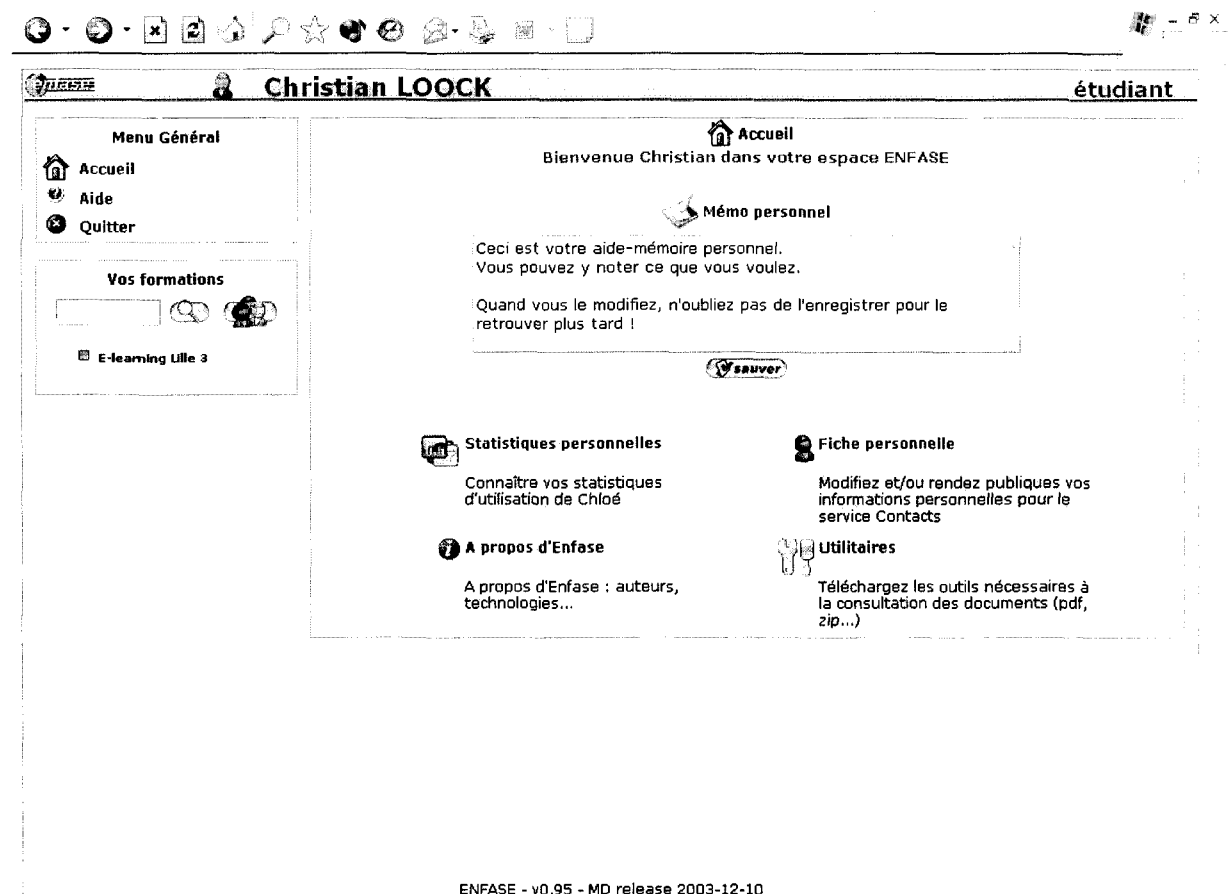 Christian LOOCK
étudiant
Menu Général
Accueil
Aide
Quitter
Vos formations
E-learning Lille 3
Accueil
Bienvenue Christian dans votre espace ENFASE
Mémo personnel
Ceci est votre aide-mémoire personnel.
Vous pouvez y noter ce que vous voulez.
Quand vous le modifiez, n'oubliez pas de l'enregistrer pour le
retrouver plus tard !
sauver
Statistiques personnelles
Connaître vos statistiques
d'utilisation de Chloé
Fiche personnelle
Modifiez et/ou rendez publiques vos
informations personnelles pour le
service Contacts
A propos d'Enfase
A propos d'Enfase : auteurs,
technologies...
Utilitaires
Téléchargez les outils nécessaires à
la consultation des documents (pdf,
zip...)
ENFASE - v0.95 - MD release 2003-12-10